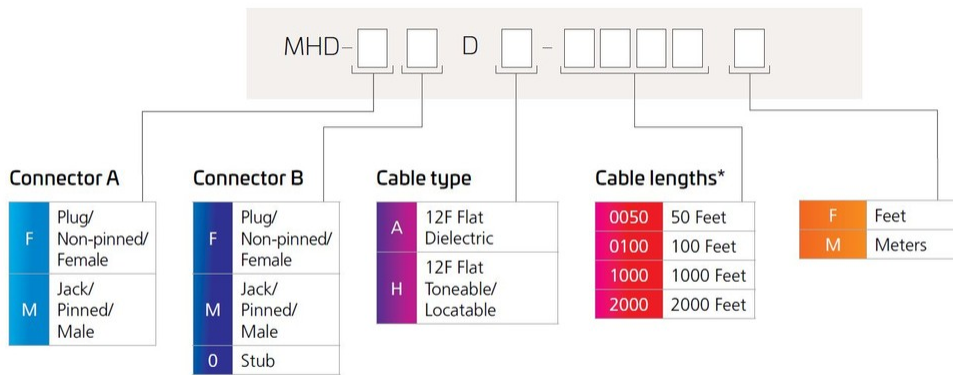 MHD- D -
Connector A
F Plug/
Non-pinned/
Female
M Jack/
Pinned/
Male
Connector B
F Plug/
Non-pinned/
Female
M Jack/
Pinned/
Male
0 Stub
Cable type
A 12F Flat
Dielectric
H 12F Flat
Toneable/
Locatable
Cable lengths*
0050 50 Feet
0100 100 Feet
1000 1000 Feet
2000 2000 Feet
F Feet
M Meters